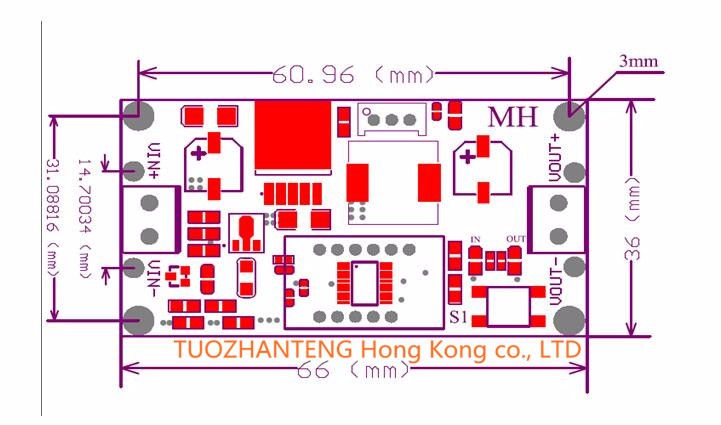 60.96 (mm)
3mm
MH
VIN+
VOUT+
31.08816 (mm)
14.70034 (mm)
36 (mm)
IN
OUT
VIN-
VOUT-
S1
TUOZHANTENG Hong Kong co., LTD
66 (mm)